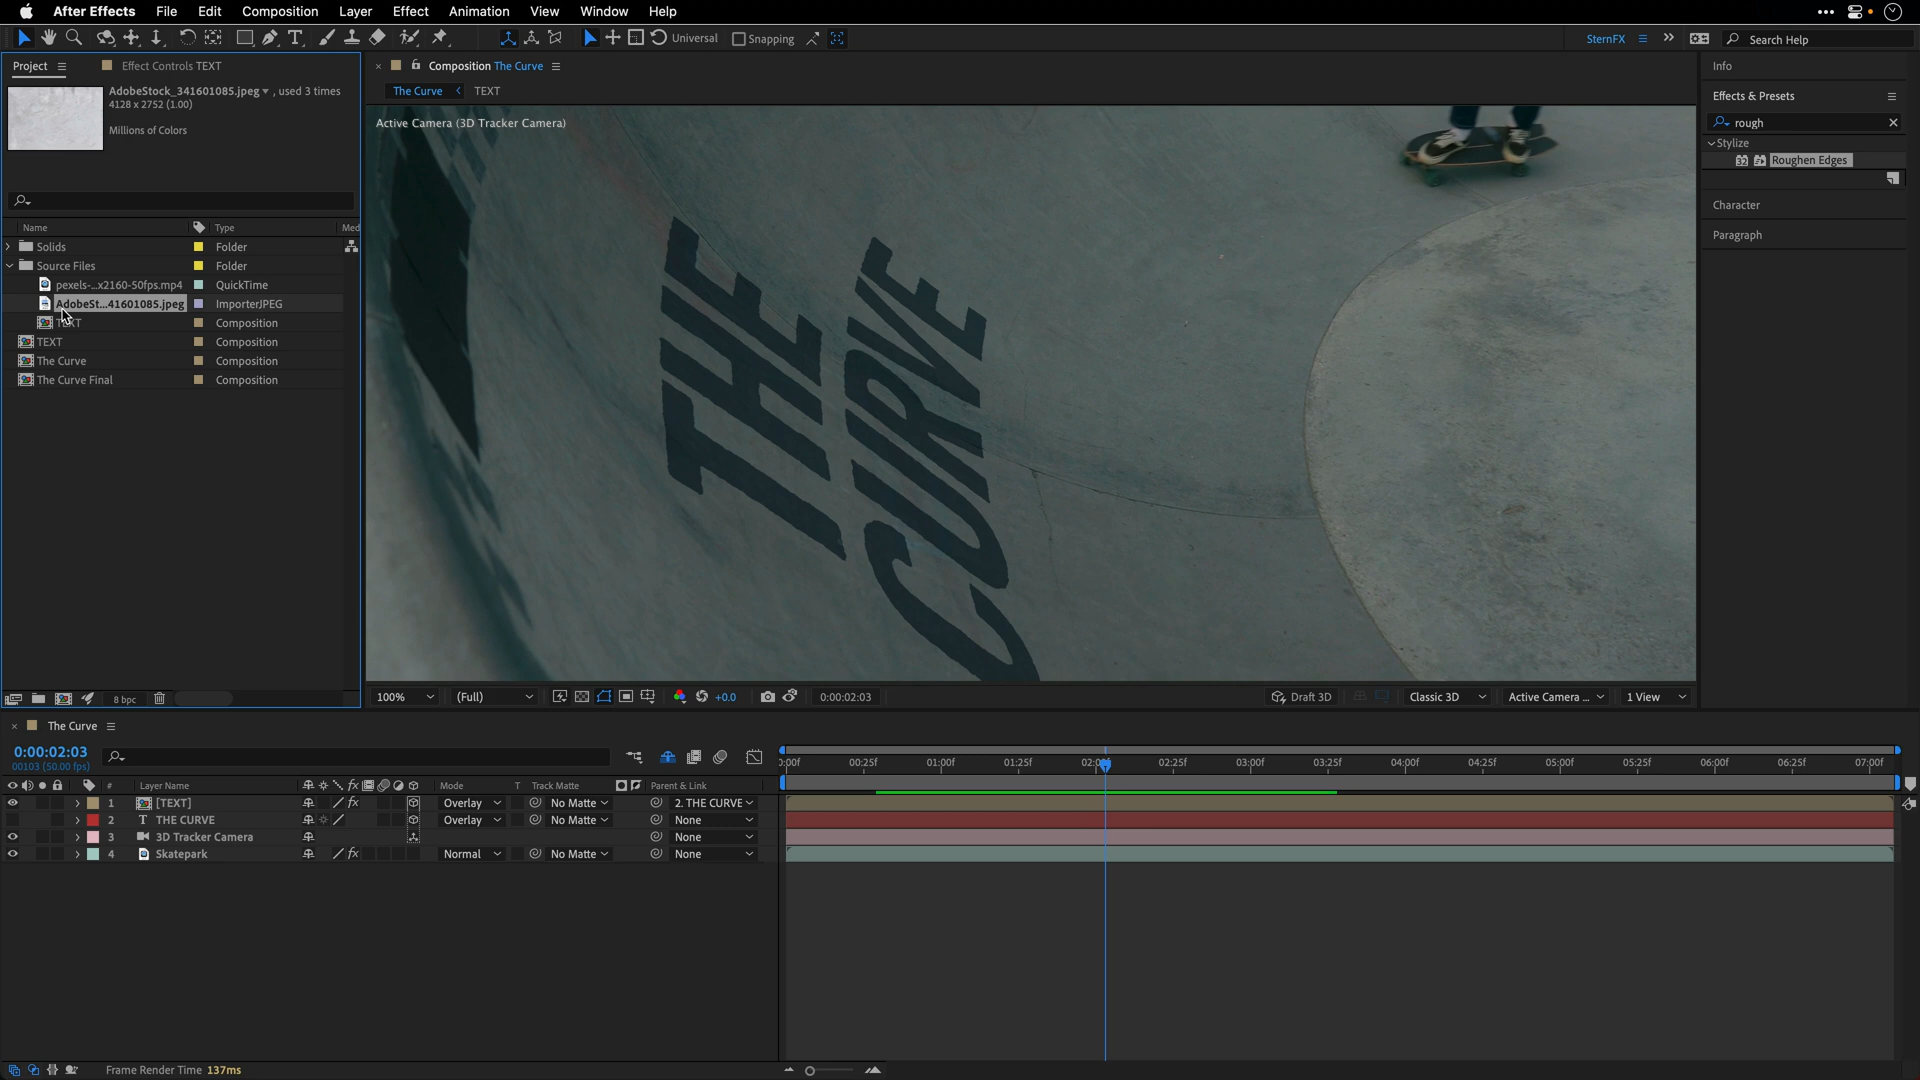 After Effects File Edit Composition Layer Effect Animation View Window Help
Universal Snapping SternFX Search Help
Project Effect Controls TEXT
Composition The Curve
Info
AdobeStock_341601085.jpeg , used 3 times
4128 x 2752 (1.00)
Millions of Colors
The Curve TEXT
Active Camera (3D Tracker Camera)
Effects & Presets
rough
Stylize
32 Roughen Edges
Character
Paragraph
Name Type Med
Solids Folder
Source Files Folder
pexels-...x2160-50fps.mp4 QuickTime
AdobeSt...41601085.jpeg ImporterJPEG
TEXT Composition
TEXT Composition
The Curve Composition
The Curve Final Composition
THE
CURVE
8 bpc
100% (Full) +0.0 0:00:02:03 Draft 3D Classic 3D Active Camera ... 1 View
The Curve
0:00:02:03
00103 (50.00 fps)
00:25f 01:00f 01:25f 02:25f 03:00f 03:25f 04:00f 04:25f 05:00f 05:25f 06:00f 06:25f 07:00f
# Layer Name fx Mode T Track Matte Parent & Link
1 [TEXT] fx Overlay No Matte 2. THE CURVE
2 T THE CURVE Overlay No Matte None
3 3D Tracker Camera None
4 Skatepark fx Normal No Matte None
Frame Render Time 137ms